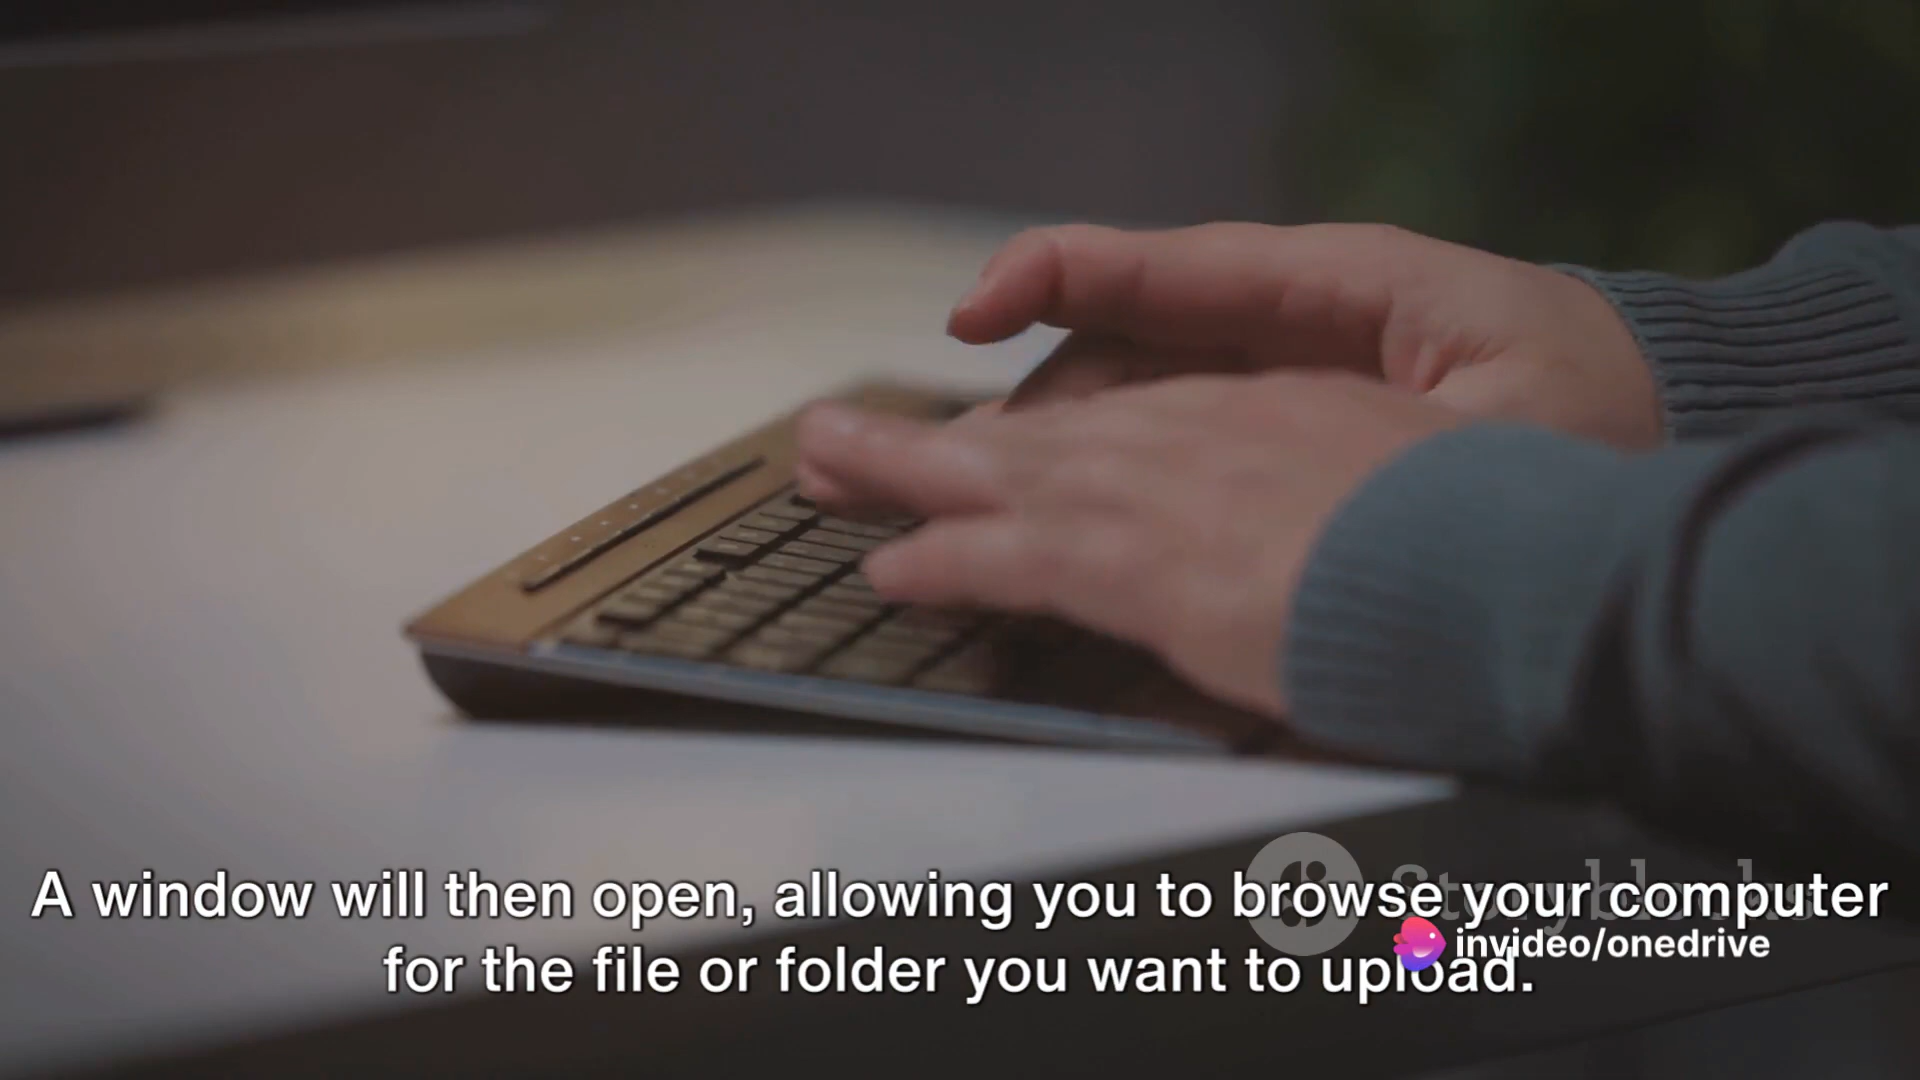 A window will then open, allowing you to browse your computer
for the file or folder you want to upload.
Storyblocks
invideo/onedrive